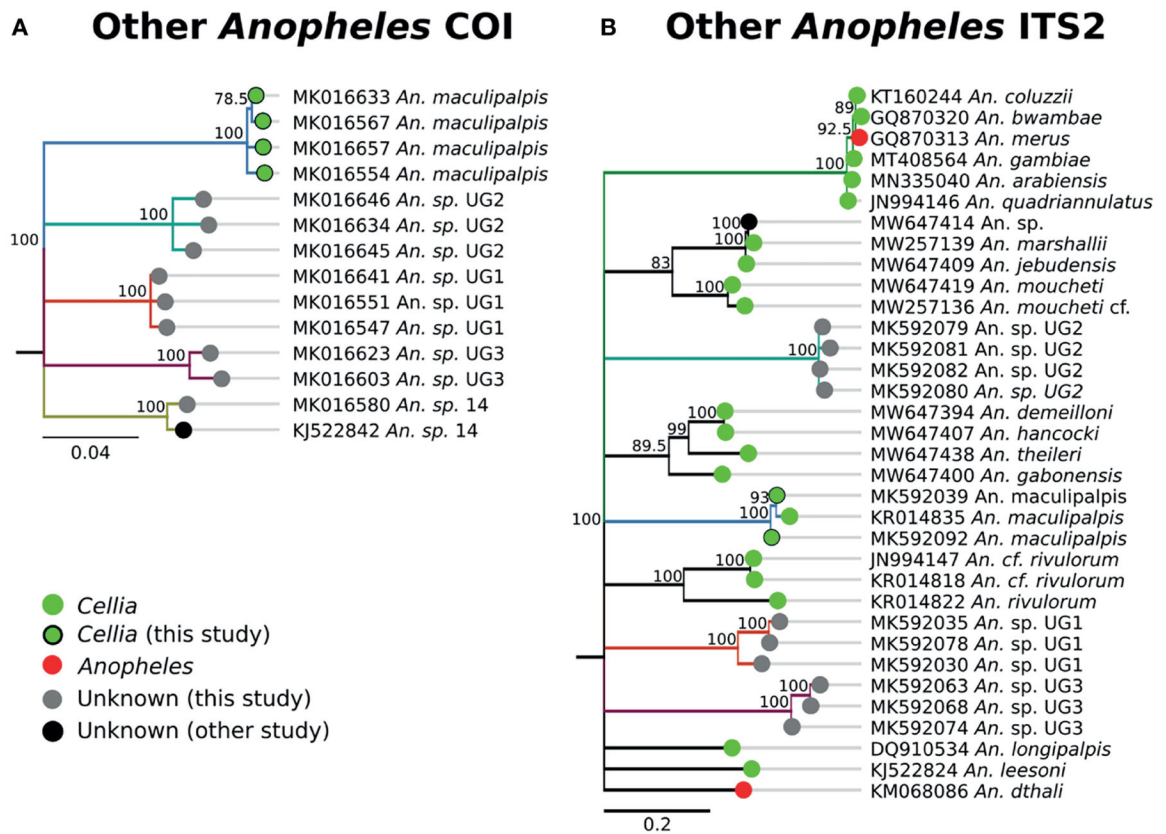 A Other Anopheles COI
78.5
100
MK016633 An. maculipalpis
MK016567 An. maculipalpis
MK016657 An. maculipalpis
MK016554 An. maculipalpis
100
MK016646 An. sp. UG2
MK016634 An. sp. UG2
MK016645 An. sp. UG2
100
100
MK016641 An. sp. UG1
MK016551 An. sp. UG1
MK016547 An. sp. UG1
100
MK016623 An. sp. UG3
MK016603 An. sp. UG3
100
MK016580 An. sp. 14
KJ522842 An. sp. 14
0.04
Cellia
Cellia (this study)
Anopheles
Unknown (this study)
Unknown (other study)
B Other Anopheles ITS2
89
92.5
100
KT160244 An. coluzzii
GQ870320 An. bwambae
GQ870313 An. merus
MT408564 An. gambiae
MN335040 An. arabiensis
JN994146 An. quadriannulatus
100
100
83
100
MW647414 An. sp.
MW257139 An. marshallii
MW647409 An. jebudensis
MW647419 An. moucheti
MW257136 An. moucheti cf.
100
MK592079 An. sp. UG2
MK592081 An. sp. UG2
MK592082 An. sp. UG2
MK592080 An. sp. UG2
100
99
89.5
MW647394 An. demeilloni
MW647407 An. hancocki
MW647438 An. theileri
MW647400 An. gabonensis
93
100
100
MK592039 An. maculipalpis
KR014835 An. maculipalpis
MK592092 An. maculipalpis
100
100
JN994147 An. cf. rivulorum
KR014818 An. cf. rivulorum
KR014822 An. rivulorum
100
100
MK592035 An. sp. UG1
MK592078 An. sp. UG1
MK592030 An. sp. UG1
100
100
MK592063 An. sp. UG3
MK592068 An. sp. UG3
MK592074 An. sp. UG3
DQ910534 An. longipalpis
KJ522824 An. leesoni
KM068086 An. dthali
0.2